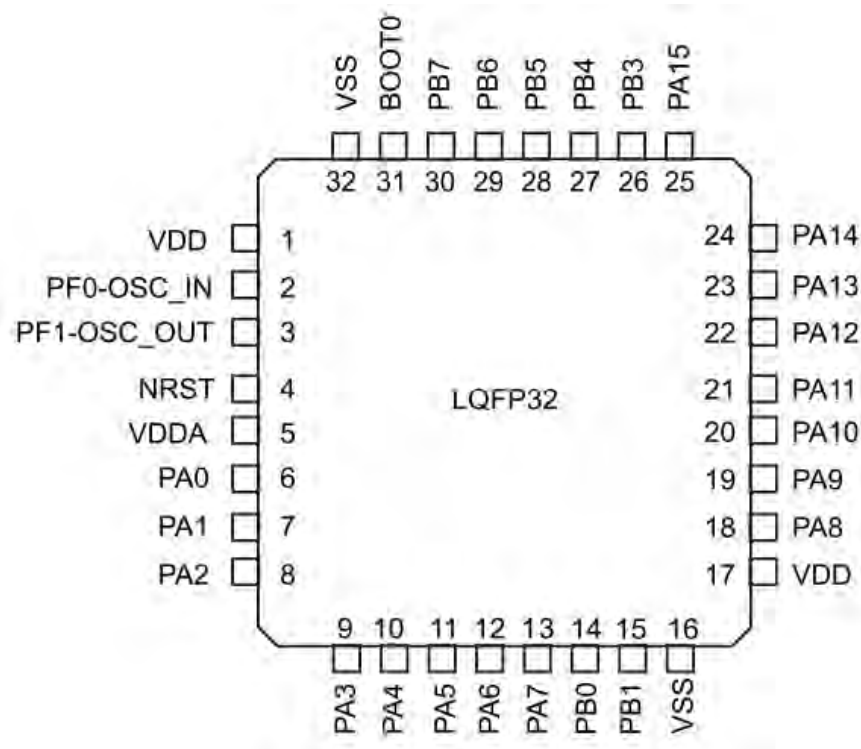 VSS BOOT0 PB7 PB6 PB5 PB4 PB3 PA15
32 31 30 29 28 27 26 25
VDD 1 24 PA14
PF0-OSC_IN 2 23 PA13
PF1-OSC_OUT 3 22 PA12
NRST 4 LQFP32 21 PA11
VDDA 5 20 PA10
PA0 6 19 PA9
PA1 7 18 PA8
PA2 8 17 VDD
9 10 11 12 13 14 15 16
PA3 PA4 PA5 PA6 PA7 PB0 PB1 VSS